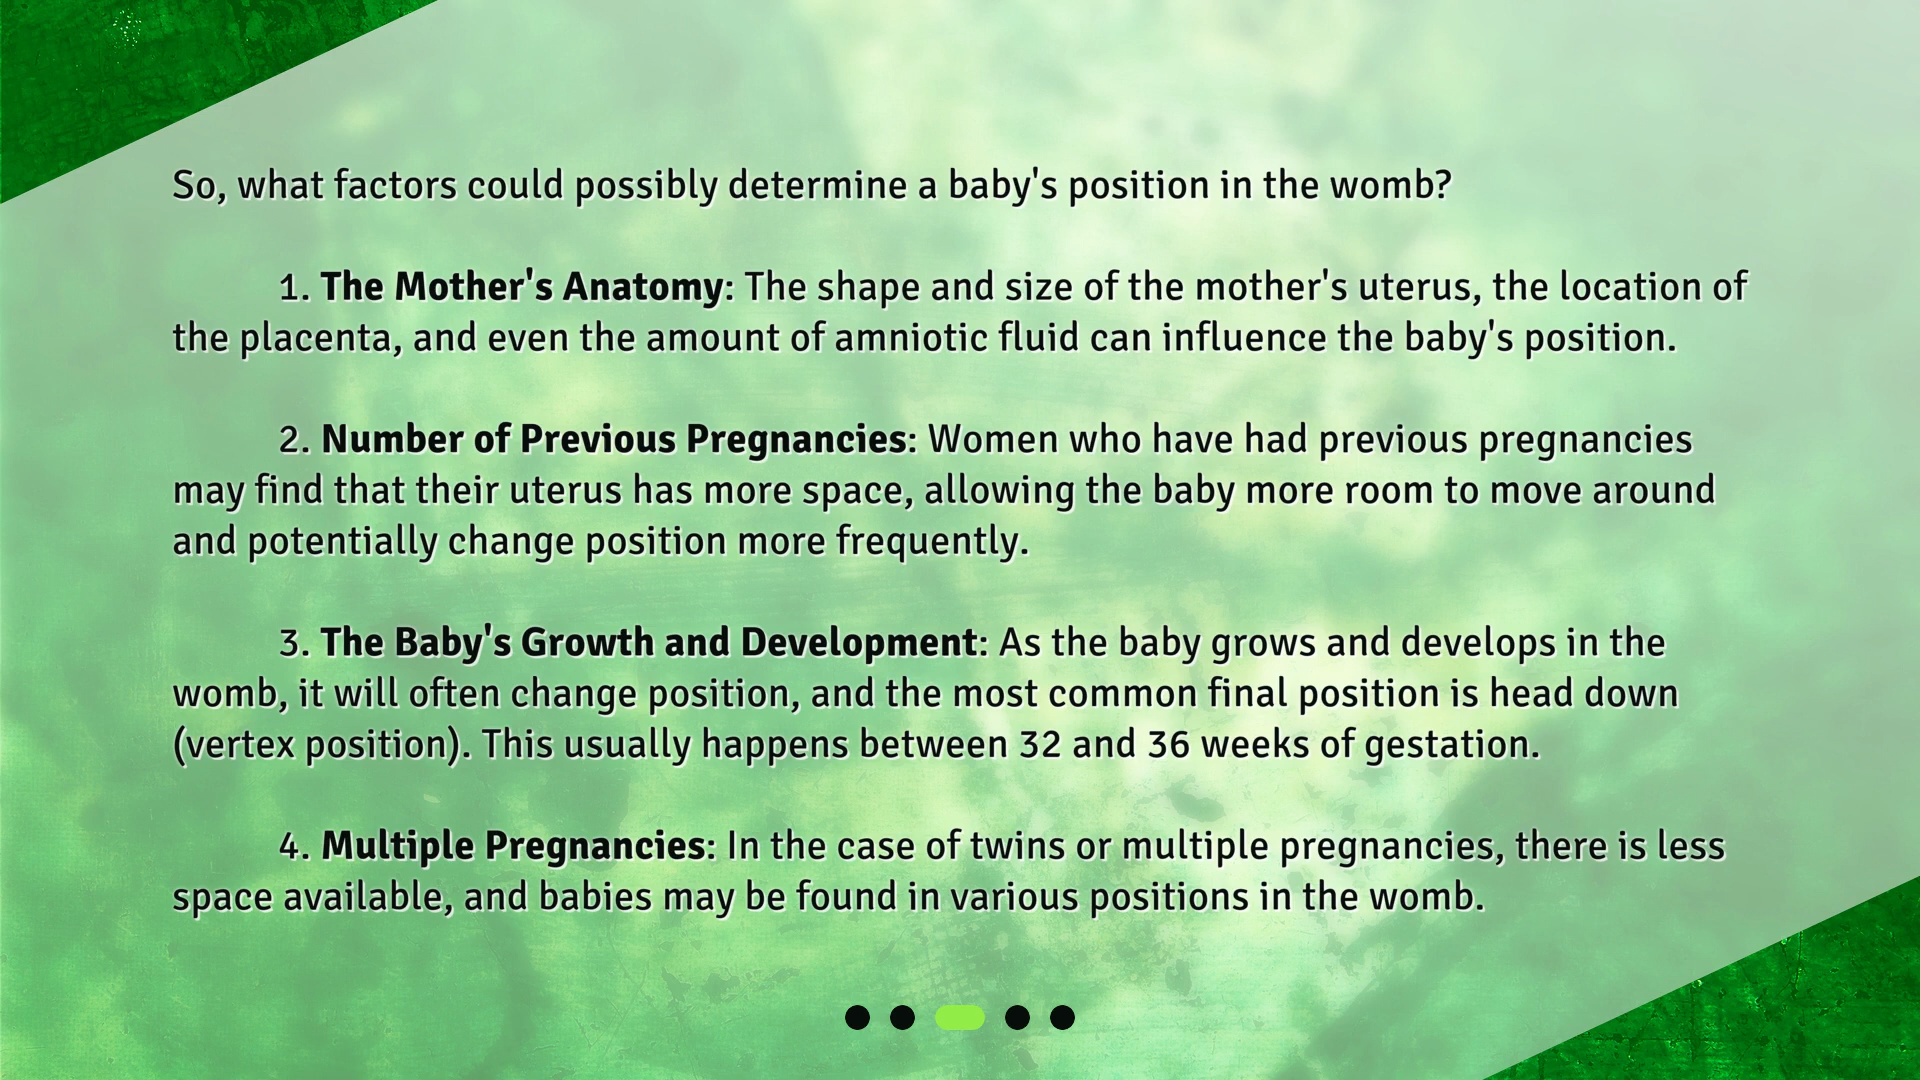 So, what factors could possibly determine a baby's position in the womb?
1. The Mother's Anatomy: The shape and size of the mother's uterus, the location of
the placenta, and even the amount of amniotic fluid can influence the baby's position.
2. Number of Previous Pregnancies: Women who have had previous pregnancies
may find that their uterus has more space, allowing the baby more room to move around
and potentially change position more frequently.
3. The Baby's Growth and Development: As the baby grows and develops in the
womb, it will often change position, and the most common final position is head down
(vertex position). This usually happens between 32 and 36 weeks of gestation.
4. Multiple Pregnancies: In the case of twins or multiple pregnancies, there is less
space available, and babies may be found in various positions in the womb.